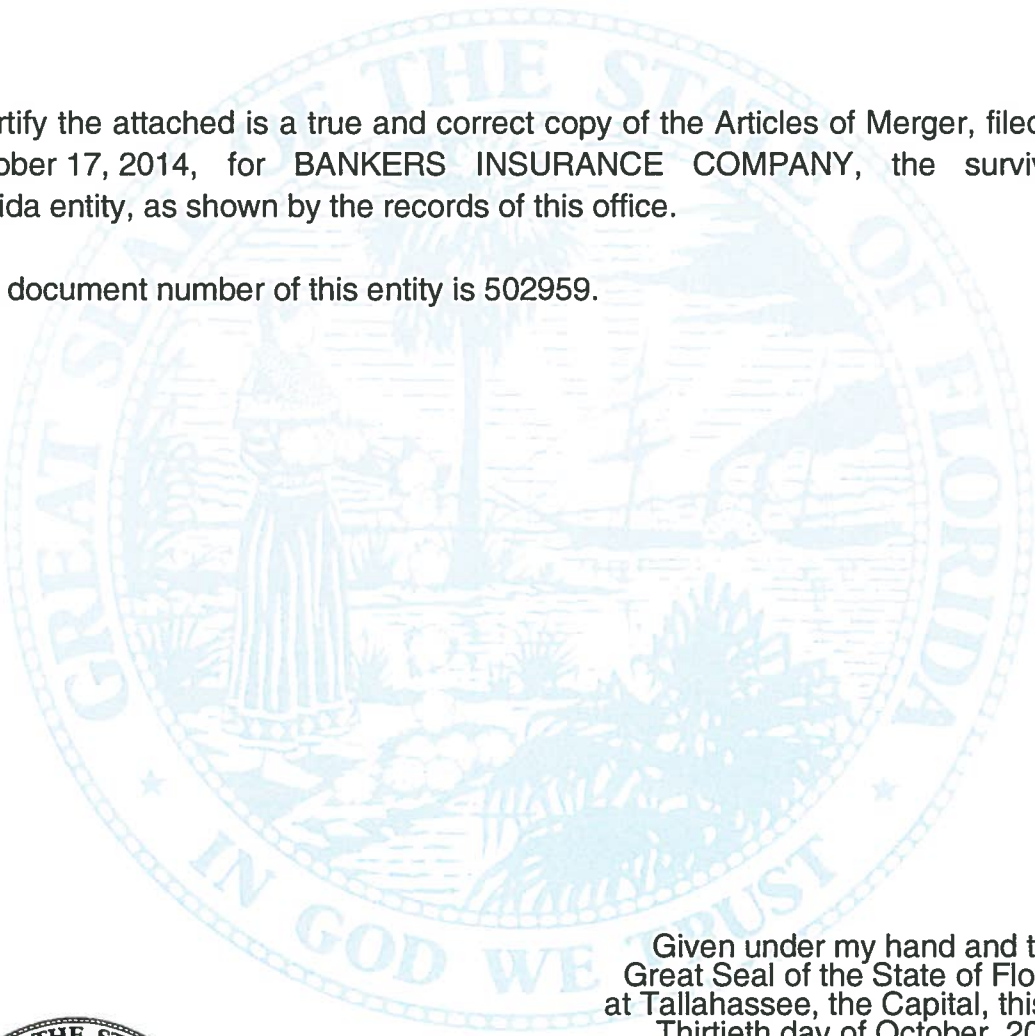 rtify the attached is a true and correct copy of the Articles of Merger, filed
ober 17, 2014, for BANKERS INSURANCE COMPANY, the surviv
ida entity, as shown by the records of this office.
document number of this entity is 502959.
GREAT SEAL OF THE STATE OF FLORIDA
IN GOD WE TRUST
Given under my hand and t
Great Seal of the State of Flo
at Tallahassee, the Capital, this
Thirtieth day of October, 20
THE S